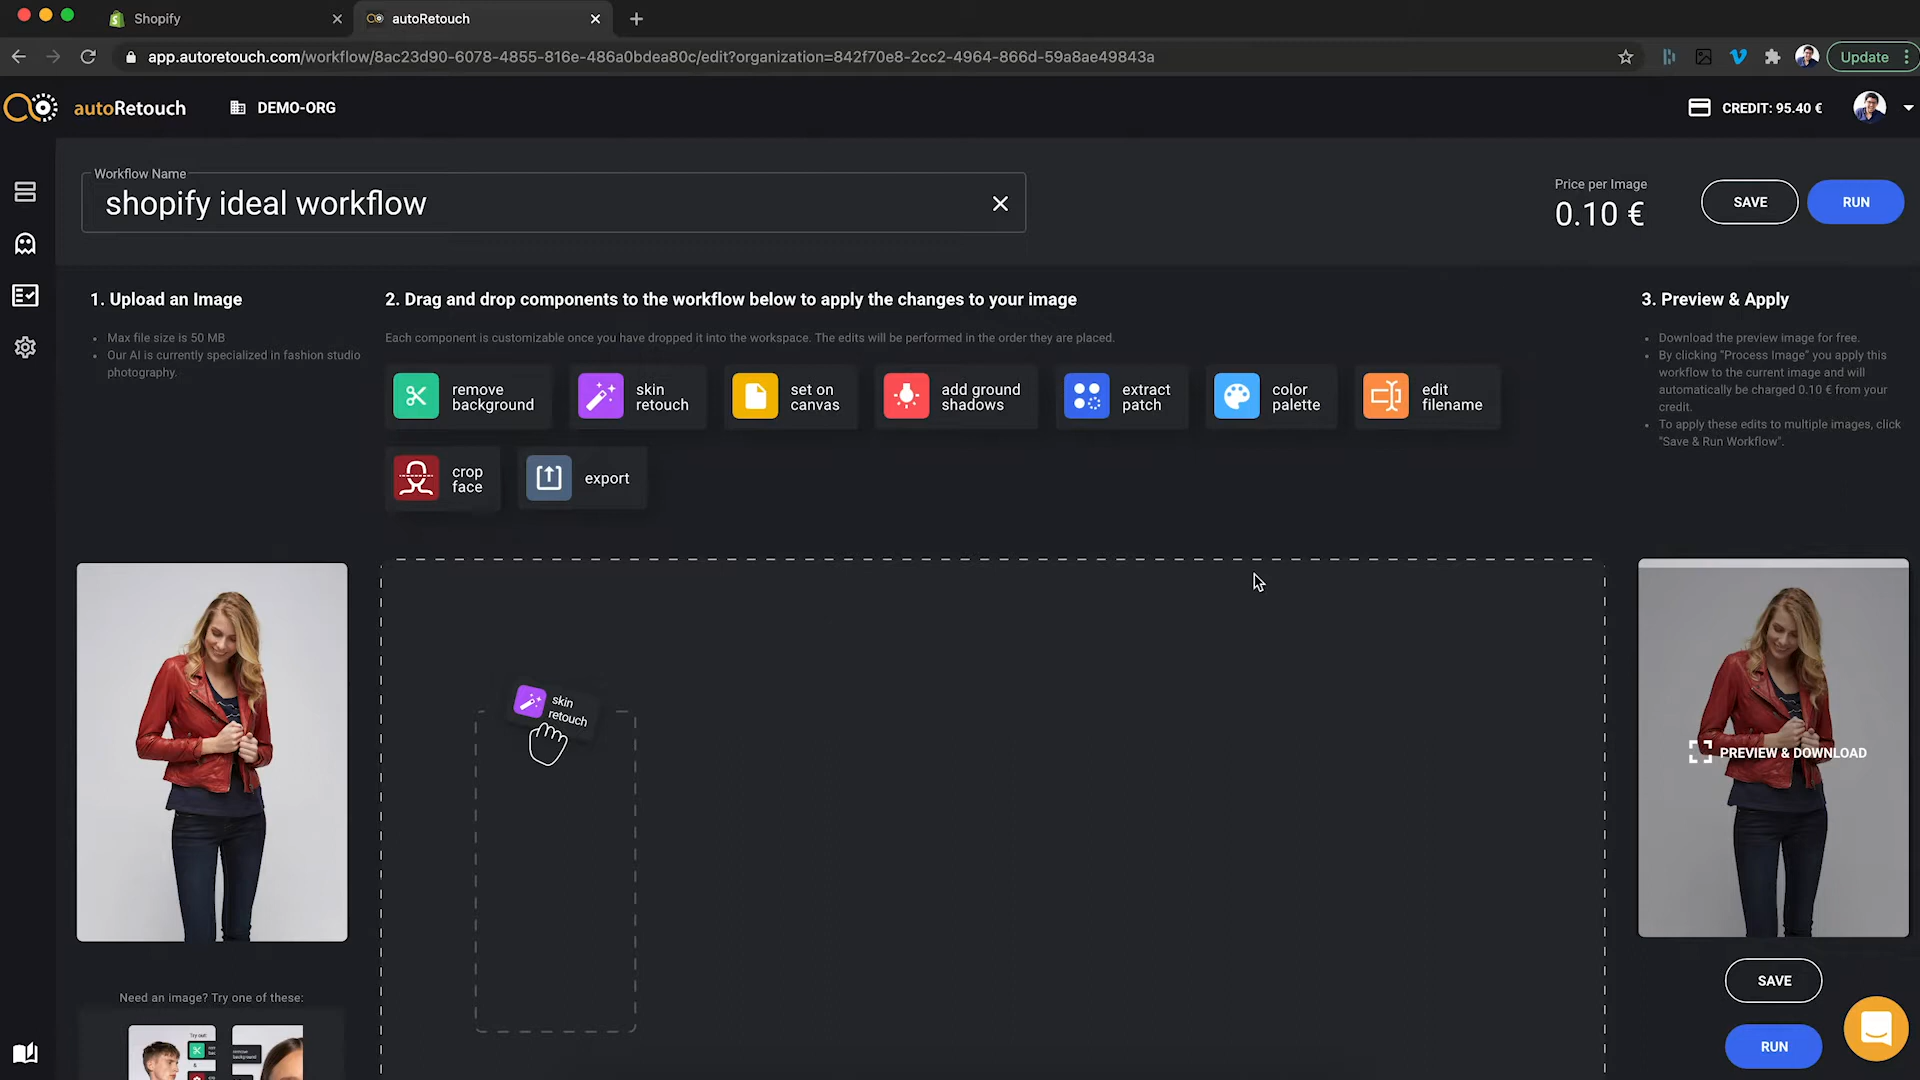 Shopify
autoRetouch
app.autoretouch.com/workflow/8ac23d90-6078-4855-816e-486a0bdea80c/edit?organization=842f70e8-2cc2-4964-866d-59a8ae49843a
Update
autoRetouch
DEMO-ORG
CREDIT: 95.40 €
Workflow Name
shopify ideal workflow
Price per Image
0.10 €
SAVE
RUN
1. Upload an Image
Max file size is 50 MB
Our AI is currently specialized in fashion studio
photography.
2. Drag and drop components to the workflow below to apply the changes to your image
Each component is customizable once you have dropped it into the workspace. The edits will be performed in the order they are placed.
remove
background
skin
retouch
set on
canvas
add ground
shadows
extract
patch
color
palette
edit
filename
crop
face
export
3. Preview & Apply
Download the preview image for free.
By clicking "Process Image" you apply this
workflow to the current image and will
automatically be charged 0.10 € from your
credit.
To apply these edits to multiple images, click
"Save & Run Workflow".
skin
retouch
PREVIEW & DOWNLOAD
Need an image? Try one of these:
SAVE
RUN